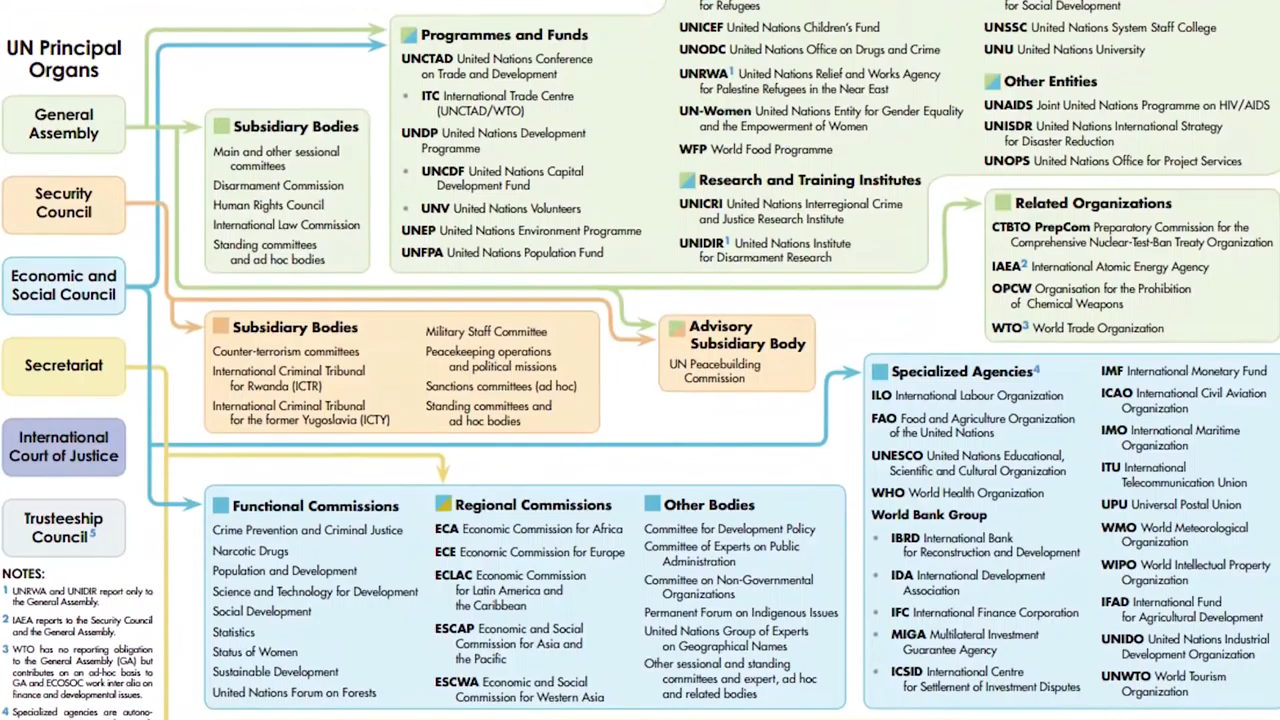 UN Principal
Organs
General
Assembly
Security
Council
Economic and
Social Council
Secretariat
International
Court of Justice
Trusteeship
Council5
NOTES:
1 UNRWA and UNIDIR report only to
the General Assembly.
2 IAEA reports to the Security Council
and the General Assembly.
3 WTO has no reporting obligation
to the General Assembly (GA) but
contributes on an ad-hoc basis to
GA and ECOSOC work inter alia on
finance and developmental issues.
4 Specialized agencies are autono-
Subsidiary Bodies
Main and other sessional
committees
Disarmament Commission
Human Rights Council
International Law Commission
Standing committees
and ad hoc bodies
Programmes and Funds
UNCTAD United Nations Conference
on Trade and Development
• ITC International Trade Centre
(UNCTAD/WTO)
UNDP United Nations Development
Programme
• UNCDF United Nations Capital
Development Fund
• UNV United Nations Volunteers
UNEP United Nations Environment Programme
UNFPA United Nations Population Fund
for Refugees
UNICEF United Nations Children's Fund
UNODC United Nations Office on Drugs and Crime
UNRWA1 United Nations Relief and Works Agency
for Palestine Refugees in the Near East
UN-Women United Nations Entity for Gender Equality
and the Empowerment of Women
WFP World Food Programme
Research and Training Institutes
UNICRI United Nations Interregional Crime
and Justice Research Institute
UNIDIR1 United Nations Institute
for Disarmament Research
for Social Development
UNSSC United Nations System Staff College
UNU United Nations University
Other Entities
UNAIDS Joint United Nations Programme on HIV/AIDS
UNISDR United Nations International Strategy
for Disaster Reduction
UNOPS United Nations Office for Project Services
Related Organizations
CTBTO PrepCom Preparatory Commission for the
Comprehensive Nuclear-Test-Ban Treaty Organization
IAEA2 International Atomic Energy Agency
OPCW Organisation for the Prohibition
of Chemical Weapons
WTO3 World Trade Organization
Subsidiary Bodies
Counter-terrorism committees
International Criminal Tribunal
for Rwanda (ICTR)
International Criminal Tribunal
for the former Yugoslavia (ICTY)
Military Staff Committee
Peacekeeping operations
and political missions
Sanctions committees (ad hoc)
Standing committees and
ad hoc bodies
Advisory
Subsidiary Body
UN Peacebuilding
Commission
Functional Commissions
Crime Prevention and Criminal Justice
Narcotic Drugs
Population and Development
Science and Technology for Development
Social Development
Statistics
Status of Women
Sustainable Development
United Nations Forum on Forests
Regional Commissions
ECA Economic Commission for Africa
ECE Economic Commission for Europe
ECLAC Economic Commission
for Latin America and
the Caribbean
ESCAP Economic and Social
Commission for Asia and
the Pacific
ESCWA Economic and Social
Commission for Western Asia
Other Bodies
Committee for Development Policy
Committee of Experts on Public
Administration
Committee on Non-Governmental
Organizations
Permanent Forum on Indigenous Issues
United Nations Group of Experts
on Geographical Names
Other sessional and standing
committees and expert, ad hoc
and related bodies
Specialized Agencies4
ILO International Labour Organization
FAO Food and Agriculture Organization
of the United Nations
UNESCO United Nations Educational,
Scientific and Cultural Organization
WHO World Health Organization
World Bank Group
• IBRD International Bank
for Reconstruction and Development
• IDA International Development
Association
• IFC International Finance Corporation
• MIGA Multilateral Investment
Guarantee Agency
• ICSID International Centre
for Settlement of Investment Disputes
IMF International Monetary Fund
ICAO International Civil Aviation
Organization
IMO International Maritime
Organization
ITU International
Telecommunication Union
UPU Universal Postal Union
WMO World Meteorological
Organization
WIPO World Intellectual Property
Organization
IFAD International Fund
for Agricultural Development
UNIDO United Nations Industrial
Development Organization
UNWTO World Tourism
Organization